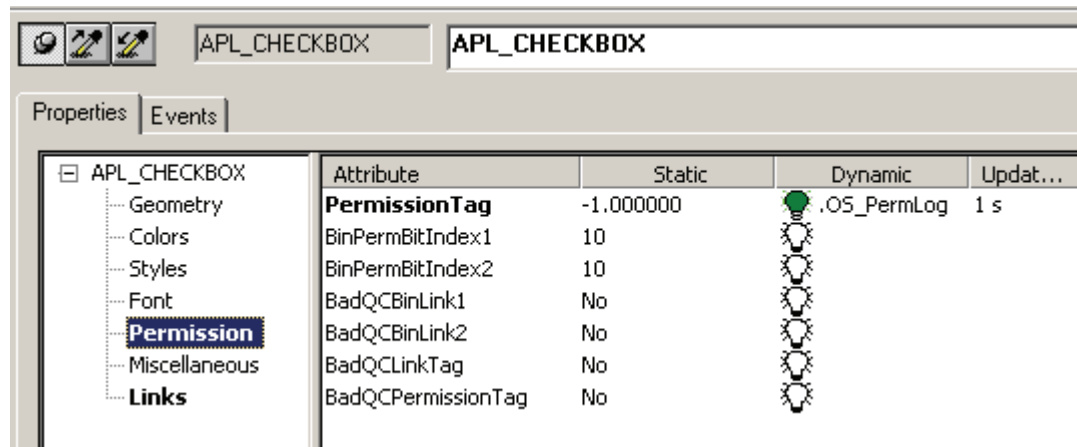 APL_CHECKBOX APL_CHECKBOX
Properties Events
APL_CHECKBOX
Geometry
Colors
Styles
Font
Permission
Miscellaneous
Links
Attribute Static Dynamic Updat...
PermissionTag -1.000000 .OS_PermLog 1 s
BinPermBitIndex1 10
BinPermBitIndex2 10
BadQCBinLink1 No
BadQCBinLink2 No
BadQCLinkTag No
BadQCPermissionTag No